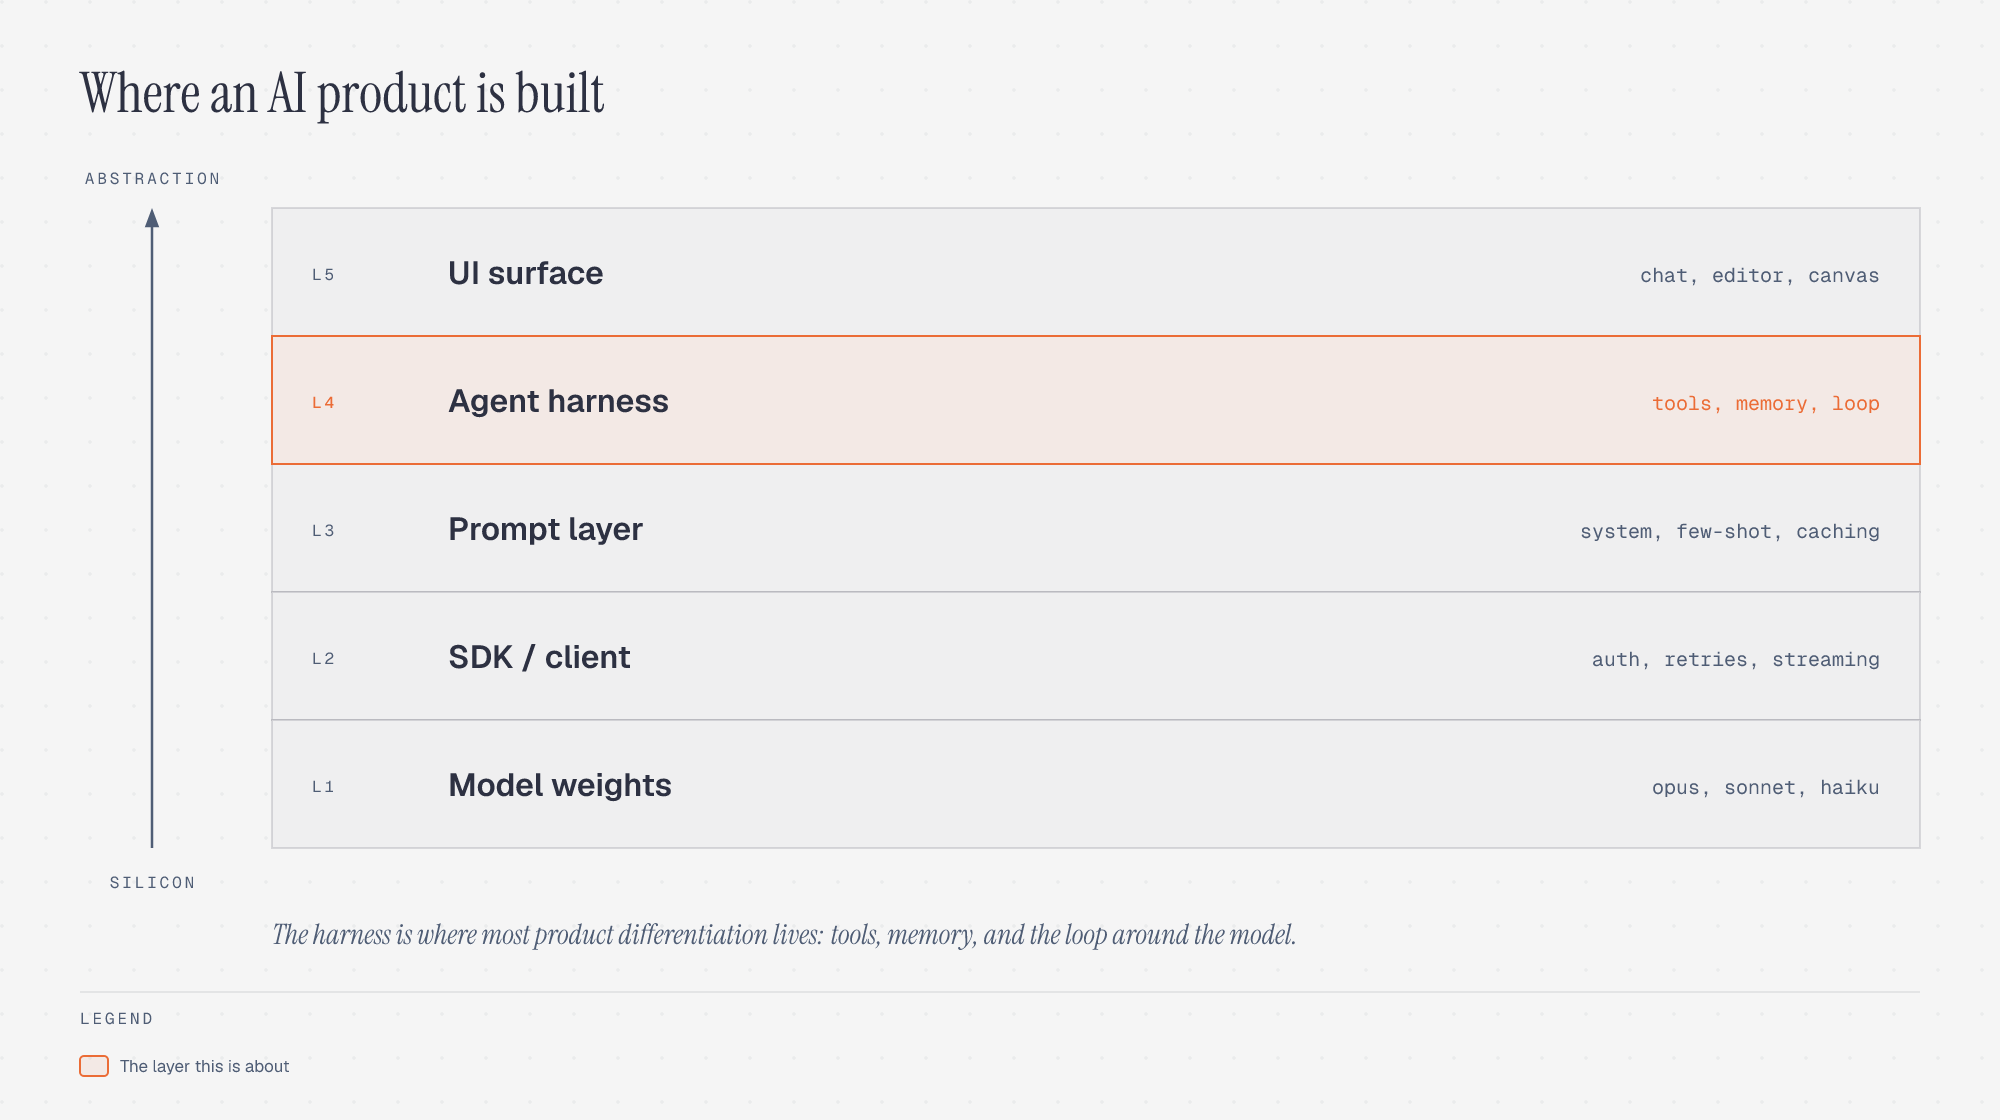 Where an AI product is built
ABSTRACTION
L5 UI surface chat, editor, canvas
L4 Agent harness tools, memory, loop
L3 Prompt layer system, few-shot, caching
L2 SDK / client auth, retries, streaming
L1 Model weights opus, sonnet, haiku
SILICON
The harness is where most product differentiation lives: tools, memory, and the loop around the model.
LEGEND
The layer this is about